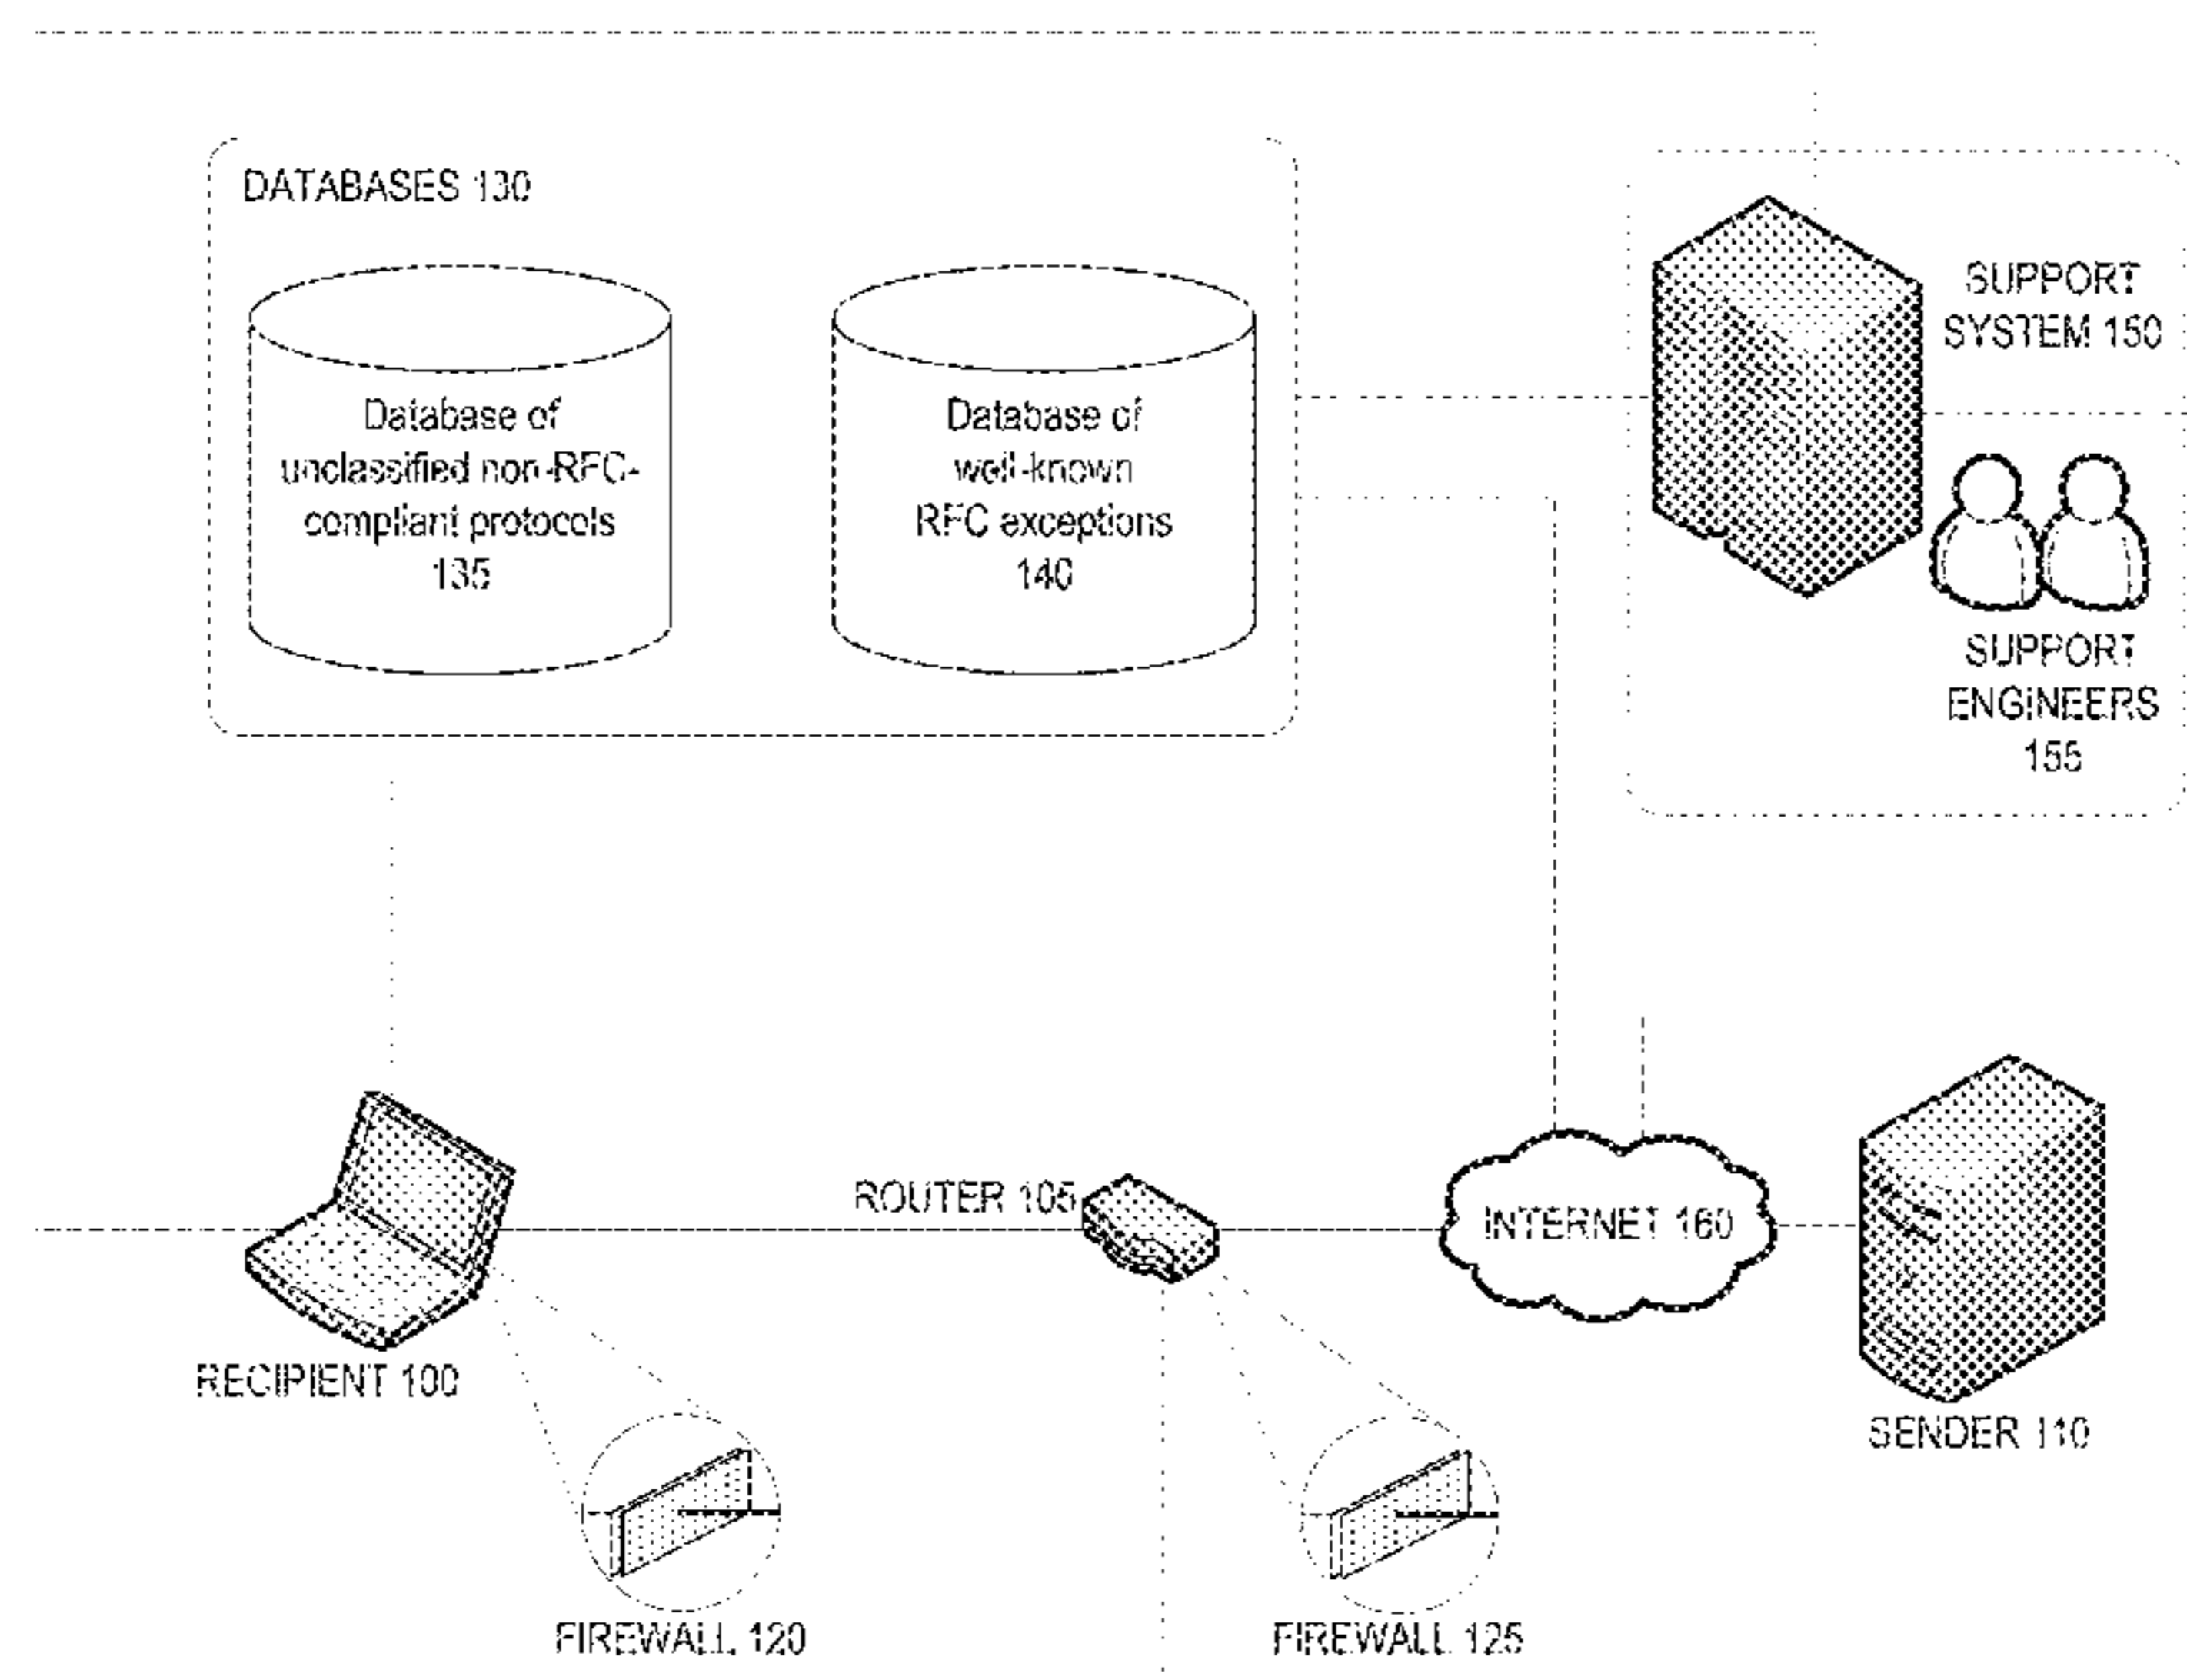 DATABASES 130
Database of
unclassified non-RFC-
compliant protocols
135
Database of
well-known
RFC exceptions
140
SUPPORT
SYSTEM 150
SUPPORT
ENGINEERS
155
ROUTER 105
INTERNET 160
RECIPIENT 100
SENDER 110
FIREWALL 120
FIREWALL 125